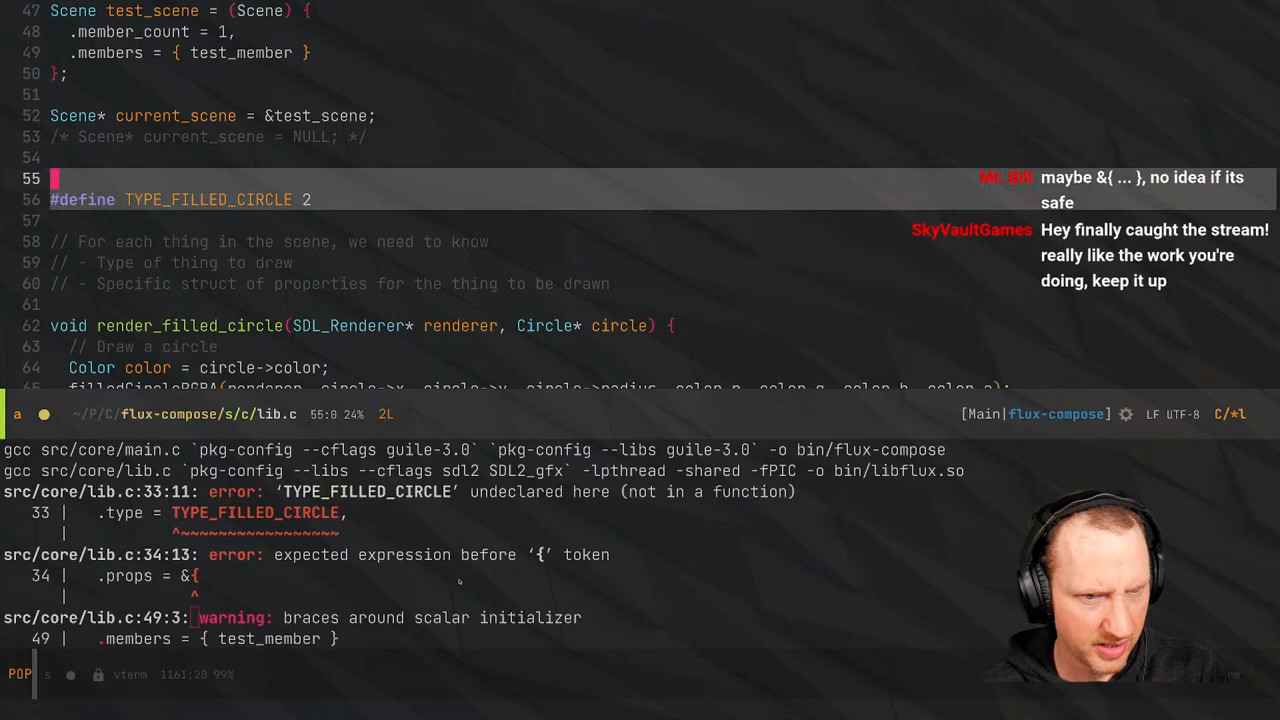 47 Scene test_scene = (Scene) {
48   .member_count = 1,
49   .members = { test_member }
50 };
51
52 Scene* current_scene = &test_scene;
53 /* Scene* current_scene = NULL; */
54
55
56 #define TYPE_FILLED_CIRCLE 2
57
58 // For each thing in the scene, we need to know
59 // - Type of thing to draw
60 // - Specific struct of properties for the thing to be drawn
61
62 void render_filled_circle(SDL_Renderer* renderer, Circle* circle) {
63   // Draw a circle
64   Color color = circle->color;
Mr. Bill maybe &{ ... }, no idea if its
safe
SkyVaultGames Hey finally caught the stream!
really like the work you're
doing, keep it up
a ~/P/C/flux-compose/s/c/lib.c 55:0 24% 2L [Main|flux-compose] LF UTF-8 C/*l
gcc src/core/main.c `pkg-config --cflags guile-3.0` `pkg-config --libs guile-3.0` -o bin/flux-compose
gcc src/core/lib.c `pkg-config --libs --cflags sdl2 SDL2_gfx` -lpthread -shared -fPIC -o bin/libflux.so
src/core/lib.c:33:11: error: ‘TYPE_FILLED_CIRCLE’ undeclared here (not in a function)
33 |   .type = TYPE_FILLED_CIRCLE,
|           ^~~~~~~~~~~~~~~~~~
src/core/lib.c:34:13: error: expected expression before ‘{’ token
34 |   .props = &{
|             ^
src/core/lib.c:49:3: warning: braces around scalar initializer
49 |   .members = { test_member }
POP s vterm 1161:20 99%